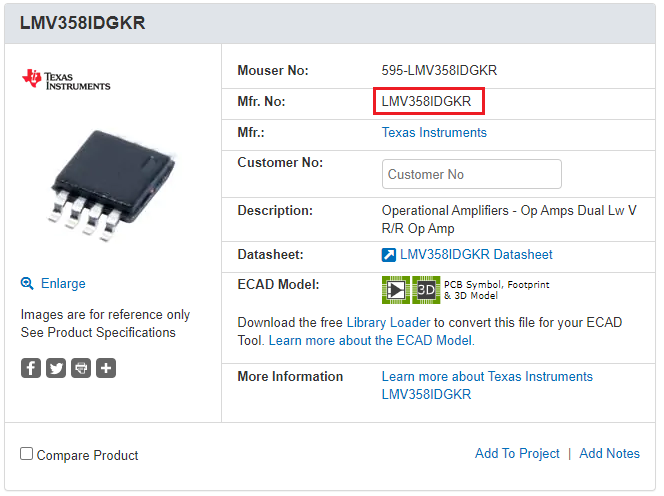 LMV358IDGKR
TEXAS
INSTRUMENTS
Enlarge
Images are for reference only
See Product Specifications
Mouser No: 595-LMV358IDGKR
Mfr. No: LMV358IDGKR
Mfr.: Texas Instruments
Customer No: Customer No
Description: Operational Amplifiers - Op Amps Dual Lw V
R/R Op Amp
Datasheet: LMV358IDGKR Datasheet
ECAD Model: 3D PCB Symbol, Footprint
& 3D Model
Download the free Library Loader to convert this file for your ECAD
Tool. Learn more about the ECAD Model.
More Information Learn more about Texas Instruments
LMV358IDGKR
Compare Product
Add To Project | Add Notes